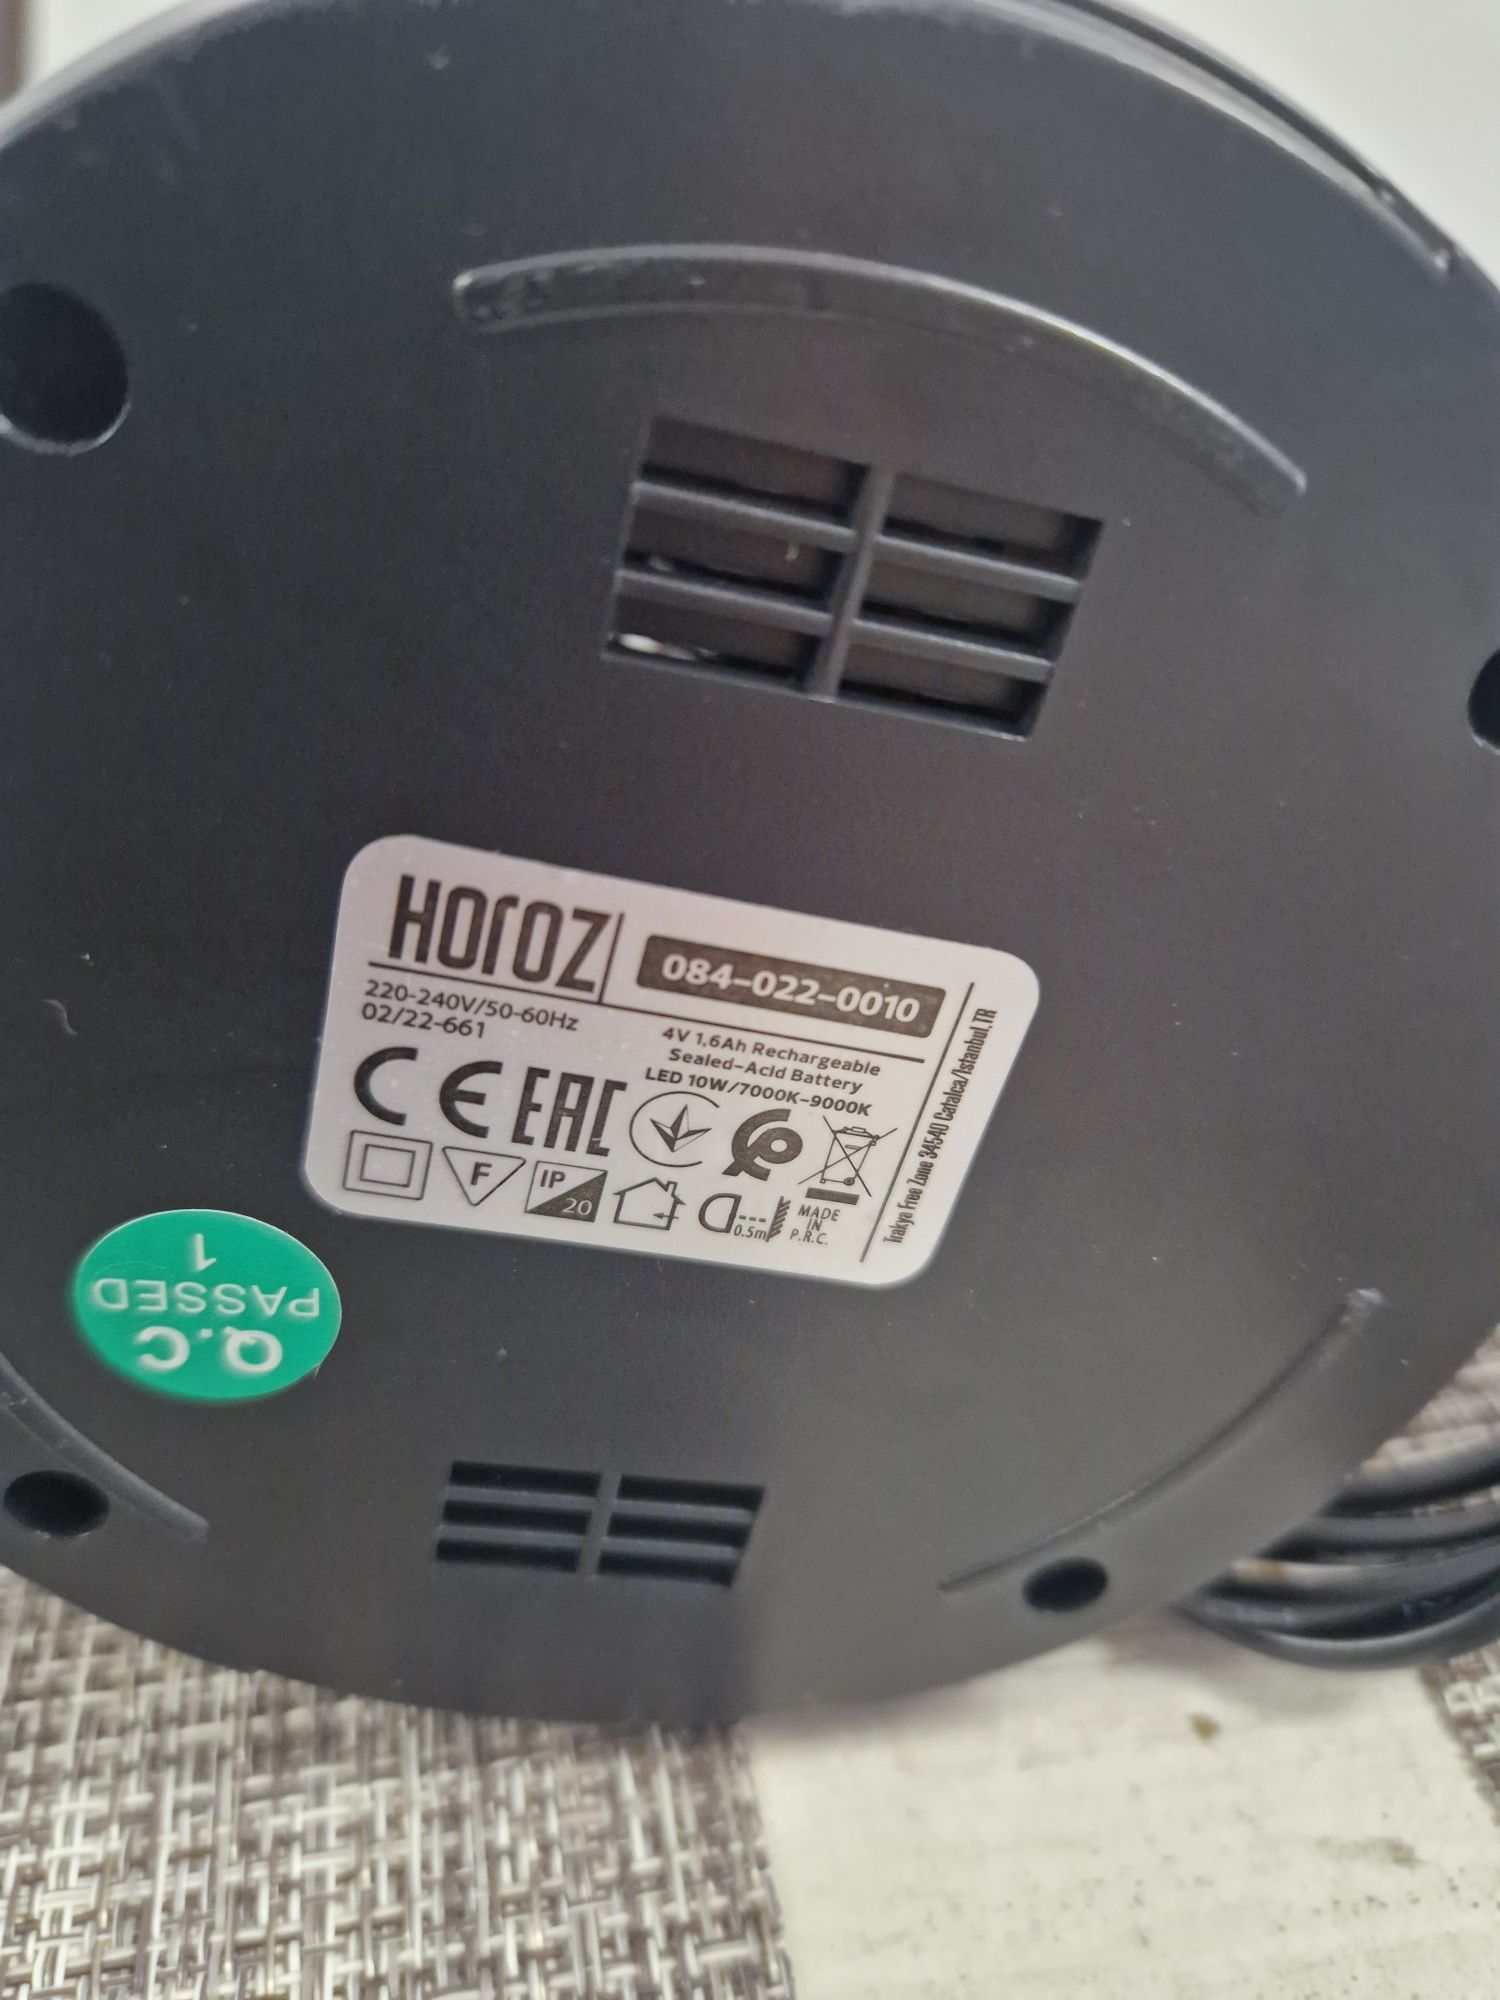 HOROZ
084-022-0010
220-240V/50-60Hz
02/22-661
4V 1,6Ah Rechargeable
Sealed-Acid Battery
LED 10W/7000K-9000K
CE EAC
F
IP
20
0.5m
MADE
IN
P.R.C.
Trakya Free Zone 34540 Catalca/Istanbul.TR
Q.C
PASSED
1